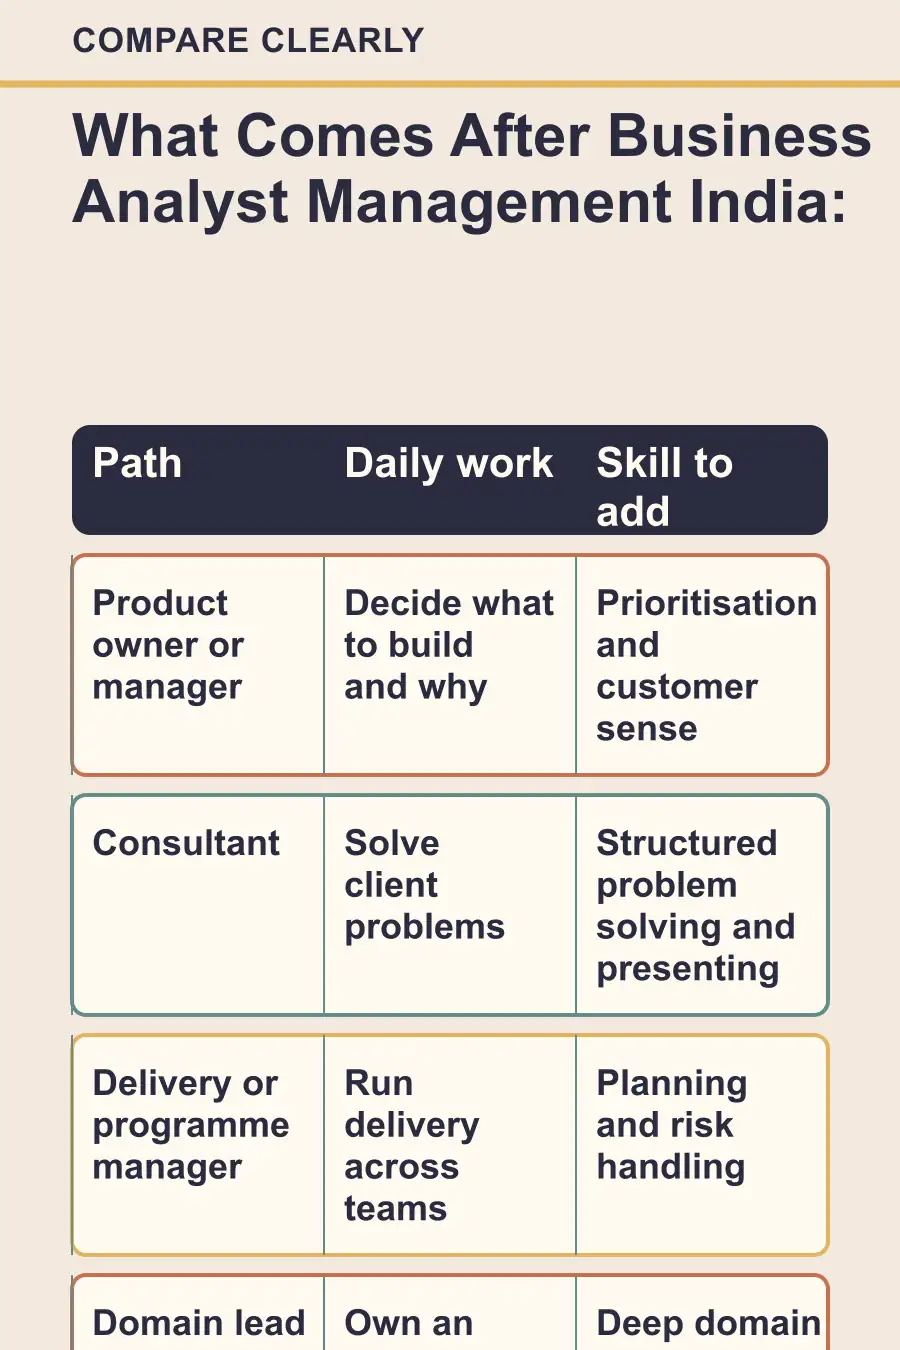 COMPARE CLEARLY
What Comes After Business
Analyst Management India:
Path
Daily work
Skill to
add
Product
owner or
manager
Decide what
to build
and why
Prioritisation
and
customer
sense
Consultant
Solve
client
problems
Structured
problem
solving and
presenting
Delivery or
programme
manager
Run
delivery
across
teams
Planning
and risk
handling
Domain lead
Own an
Deep domain